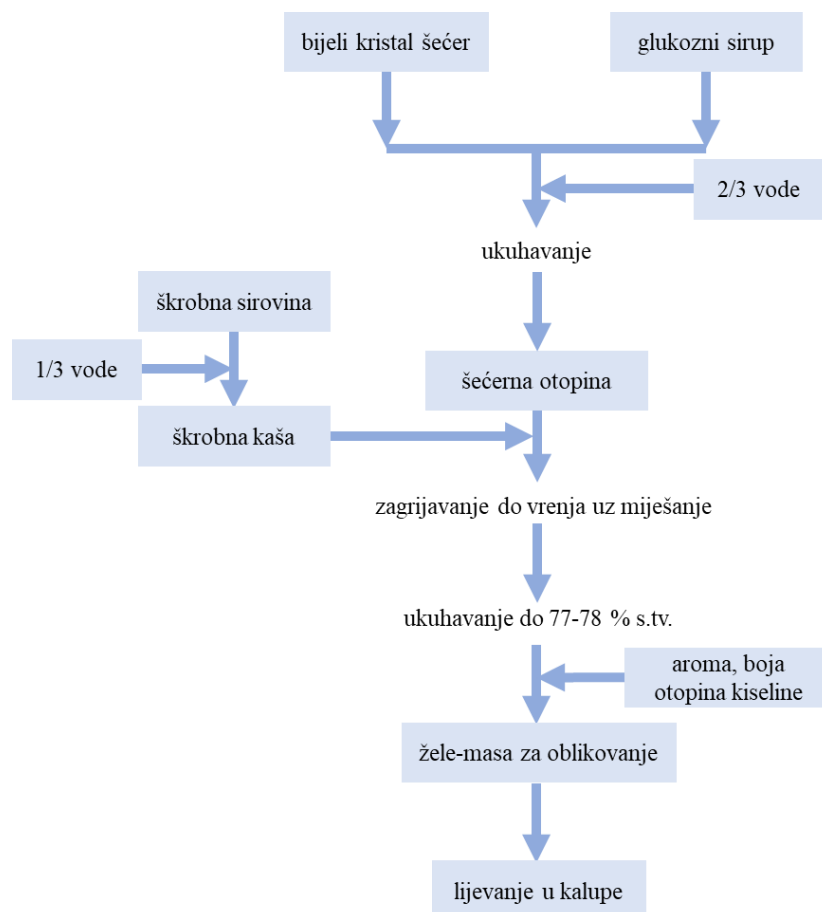 bijeli kristal šećer
glukozni sirup
2/3 vode
ukuhavanje
škrobna sirovina
1/3 vode
šećerna otopina
škrobna kaša
zagrijavanje do vrenja uz miješanje
ukuhavanje do 77-78 % s.tv.
aroma, boja
otopina kiseline
žele-masa za oblikovanje
lijevanje u kalupe